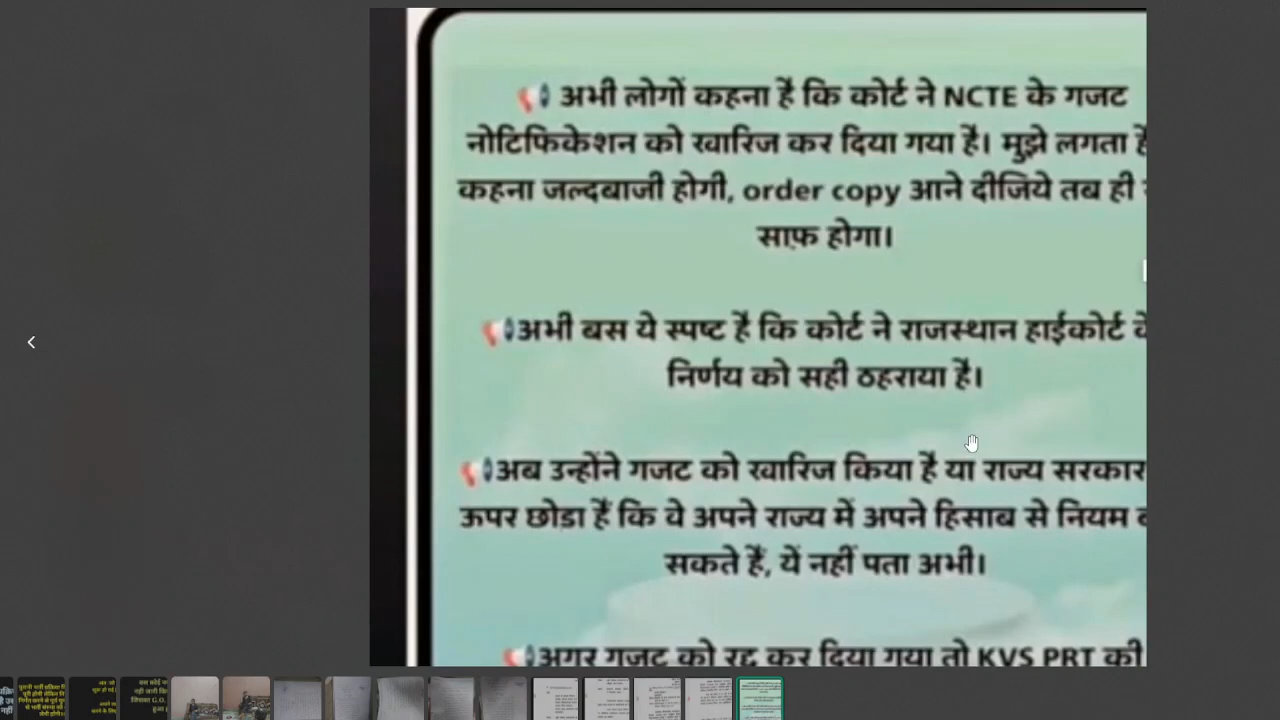 📢 अभी लोगों कहना है कि कोर्ट ने NCTE के गजट
नोटिफिकेशन को खारिज कर दिया गया है। मुझे लगता है
कहना जल्दबाजी होगी, order copy आने दीजिये तब ही
साफ़ होगा।
📢अभी बस ये स्पष्ट है कि कोर्ट ने राजस्थान हाईकोर्ट के
निर्णय को सही ठहराया है।
📢अब उन्होंने गजट को खारिज किया है या राज्य सरकार
ऊपर छोडा हैं कि वे अपने राज्य में अपने हिसाब से नियम
सकते हैं, यें नहीं पता अभी।
📢अगर गजट को रद्द कर दिया गया तो KVS PRT की